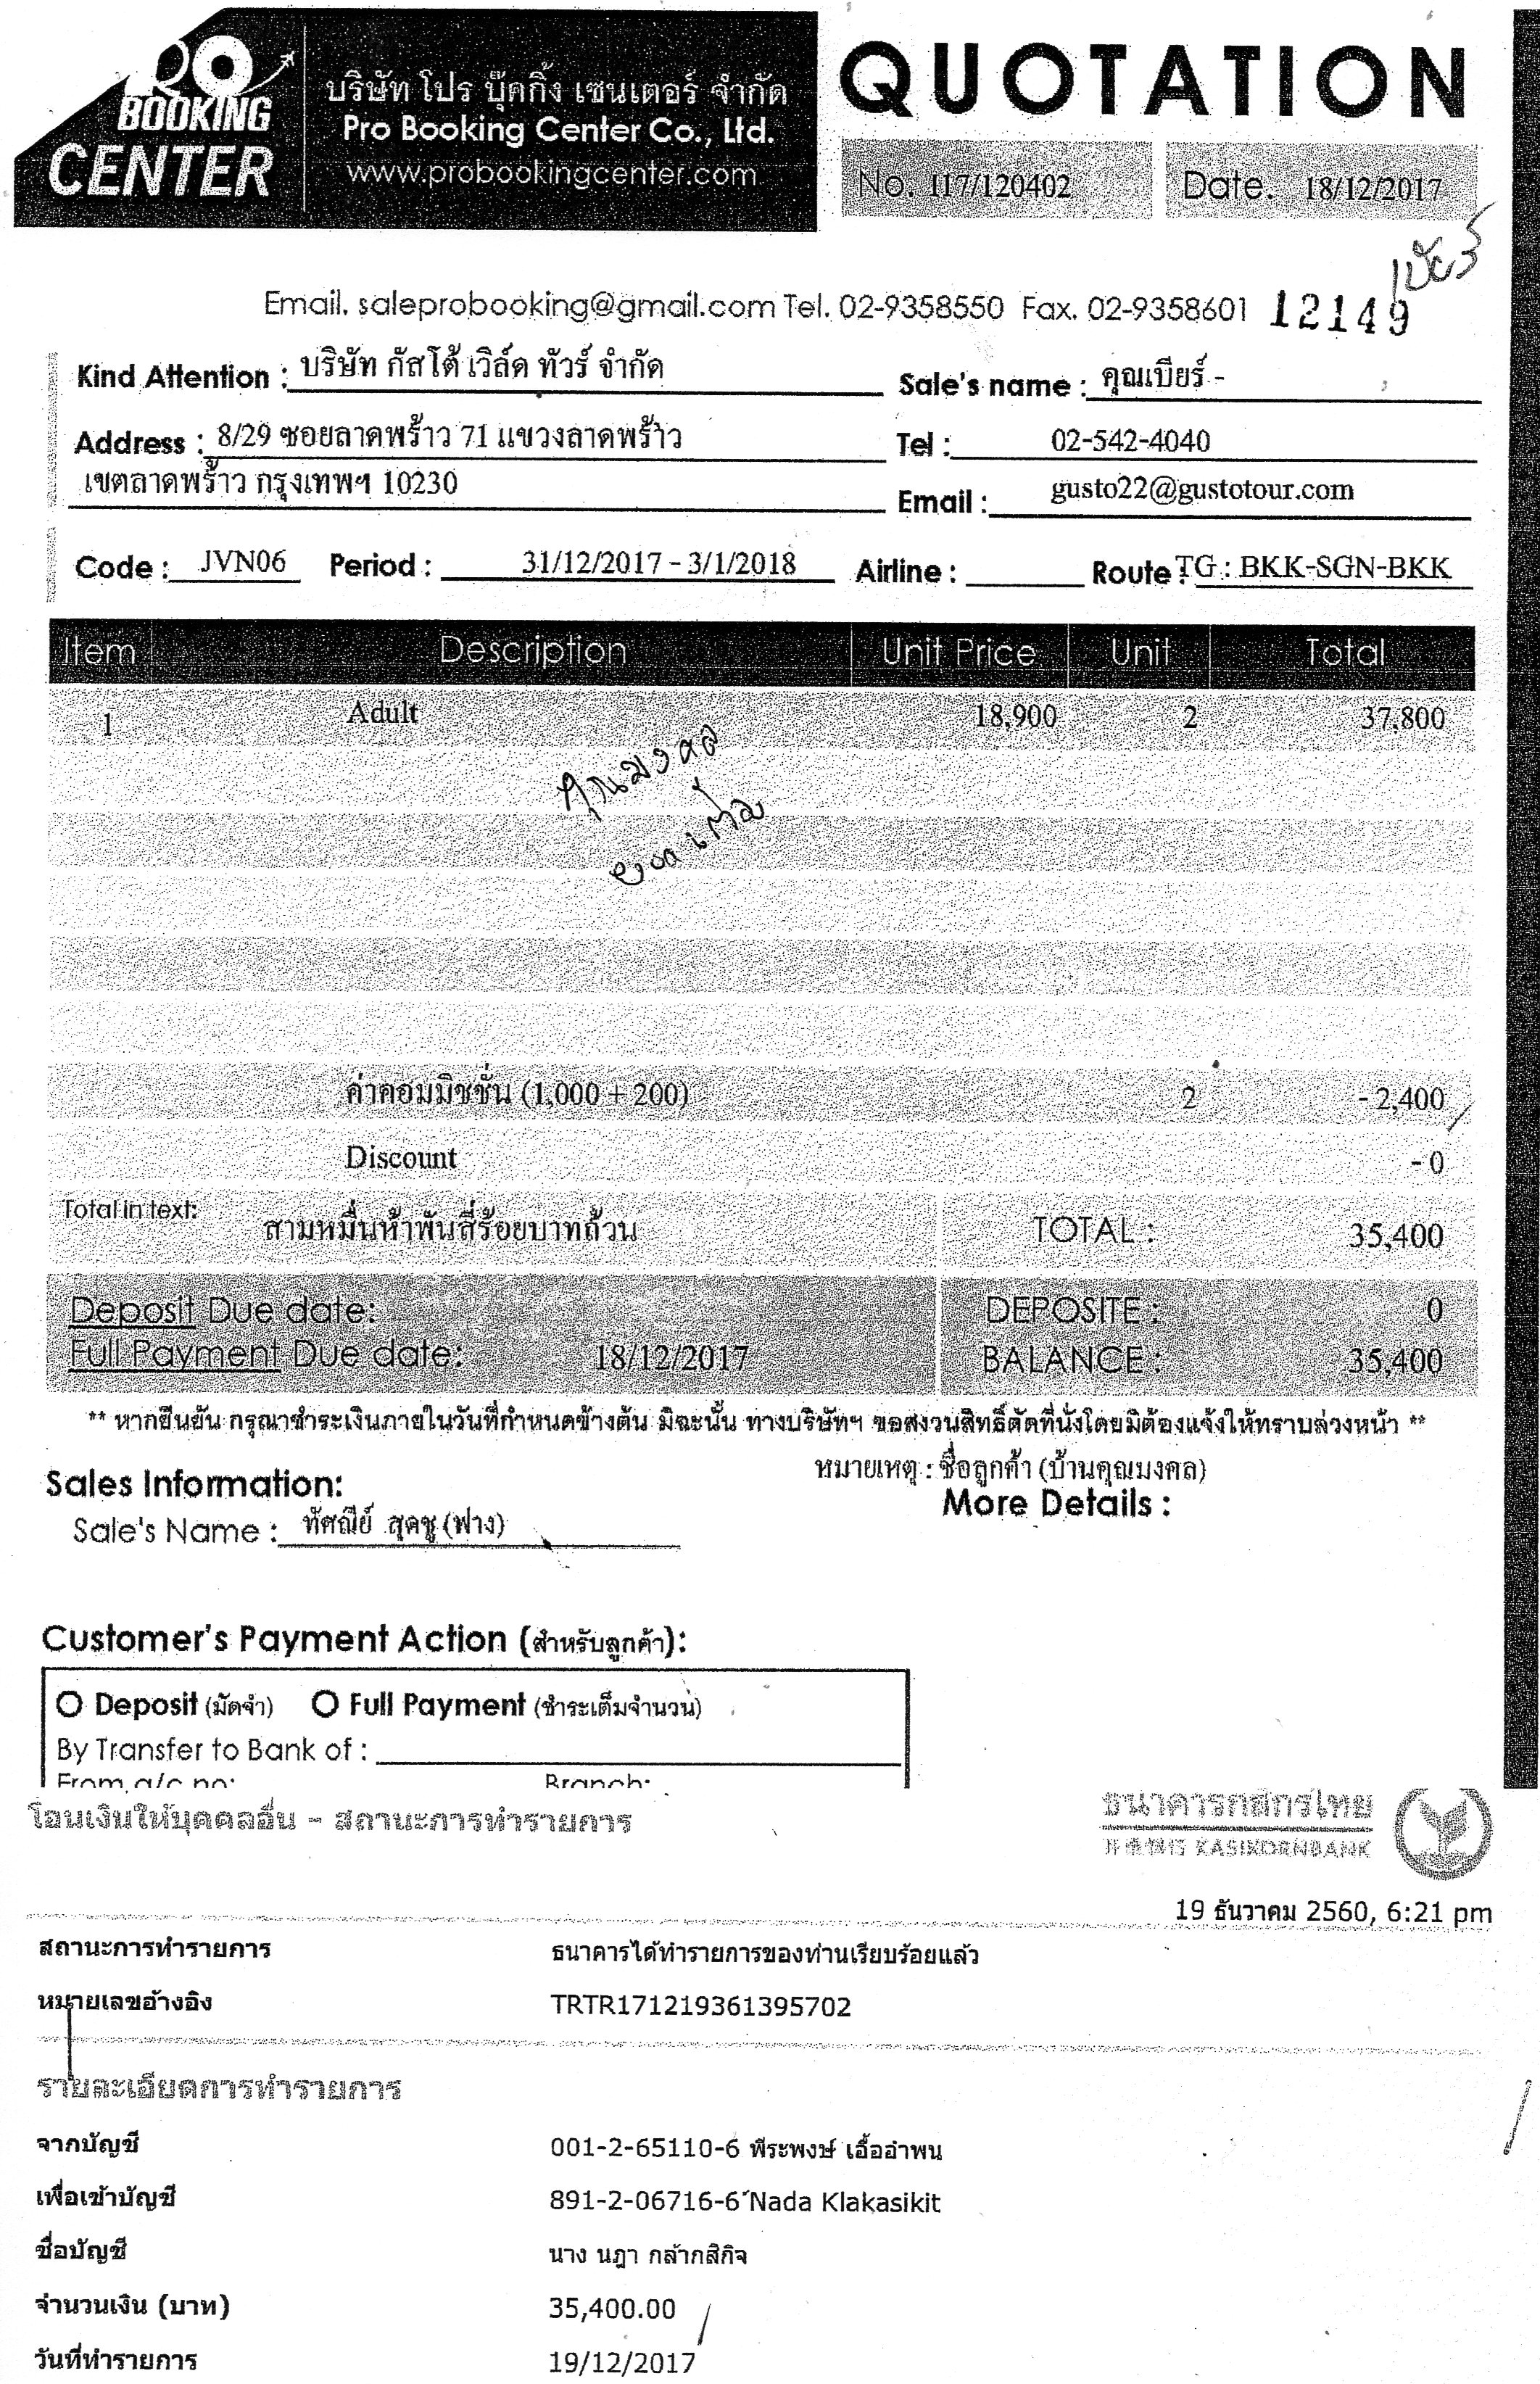 PRO
BOOKING
CENTER
บริษัท โปร บุ๊คกิ้ง เซนเตอร์ จำกัด
Pro Booking Center Co., Ltd.
www.probookingcenter.com
QUOTATION
No. 117/120402 Date. 18/12/2017
เบียร์
Email. saleprobooking@gmail.com Tel. 02-9358550 Fax. 02-9358601 12149
Kind Attention : บริษัท กัสโต้ เวิล์ด ทัวร์ จำกัด Sale's name : คุณเบียร์ -
Address : 8/29 ซอยลาดพร้าว 71 แขวงลาดพร้าว Tel : 02-542-4040
เขตลาดพร้าว กรุงเทพฯ 10230 Email : gusto22@gustotour.com
Code : JVN06 Period : 31/12/2017 - 3/1/2018 Airline : Route : TG : BKK-SGN-BKK
Item Description Unit Price Unit Total
1 Adult 18,900 2 37,800
คุณมงคล
ยอดเต็ม
ค่าคอมมิชชั่น (1,000 + 200) 2 - 2,400
Discount - 0
Total in text: สามหมื่นห้าพันสี่ร้อยบาทถ้วน TOTAL : 35,400
Deposit Due date: DEPOSITE : 0
Full Payment Due date: 18/12/2017 BALANCE : 35,400
** หากยืนยัน กรุณาชำระเงินภายในวันที่กำหนดข้างต้น มิฉะนั้น ทางบริษัทฯ ขอสงวนสิทธิ์ตัดที่นั่งโดยมิต้องแจ้งให้ทราบล่วงหน้า **
หมายเหตุ : ชื่อลูกค้า (บ้านคุณมงคล)
Sales Information: More Details :
Sale's Name : ทัศณีย์ สุดชู (ฟาง)
Customer's Payment Action (สำหรับลูกค้า):
O Deposit (มัดจำ) O Full Payment (ชำระเต็มจำนวน)
By Transfer to Bank of :
From a/c no: Branch:
โอนเงินให้บุคคลอื่น - สถานะการทำรายการ
ธนาคารกสิกรไทย
开泰银行 KASIKORNBANK
19 ธันวาคม 2560, 6:21 pm
สถานะการทำรายการ ธนาคารได้ทำรายการของท่านเรียบร้อยแล้ว
หมายเลขอ้างอิง TRTR171219361395702
รายละเอียดการทำรายการ
จากบัญชี 001-2-65110-6 พีระพงษ์ เอื้ออำพน
เพื่อเข้าบัญชี 891-2-06716-6 Nada Klakasikit
ชื่อบัญชี นาง นฎา กล้ากสิกิจ
จำนวนเงิน (บาท) 35,400.00
วันที่ทำรายการ 19/12/2017